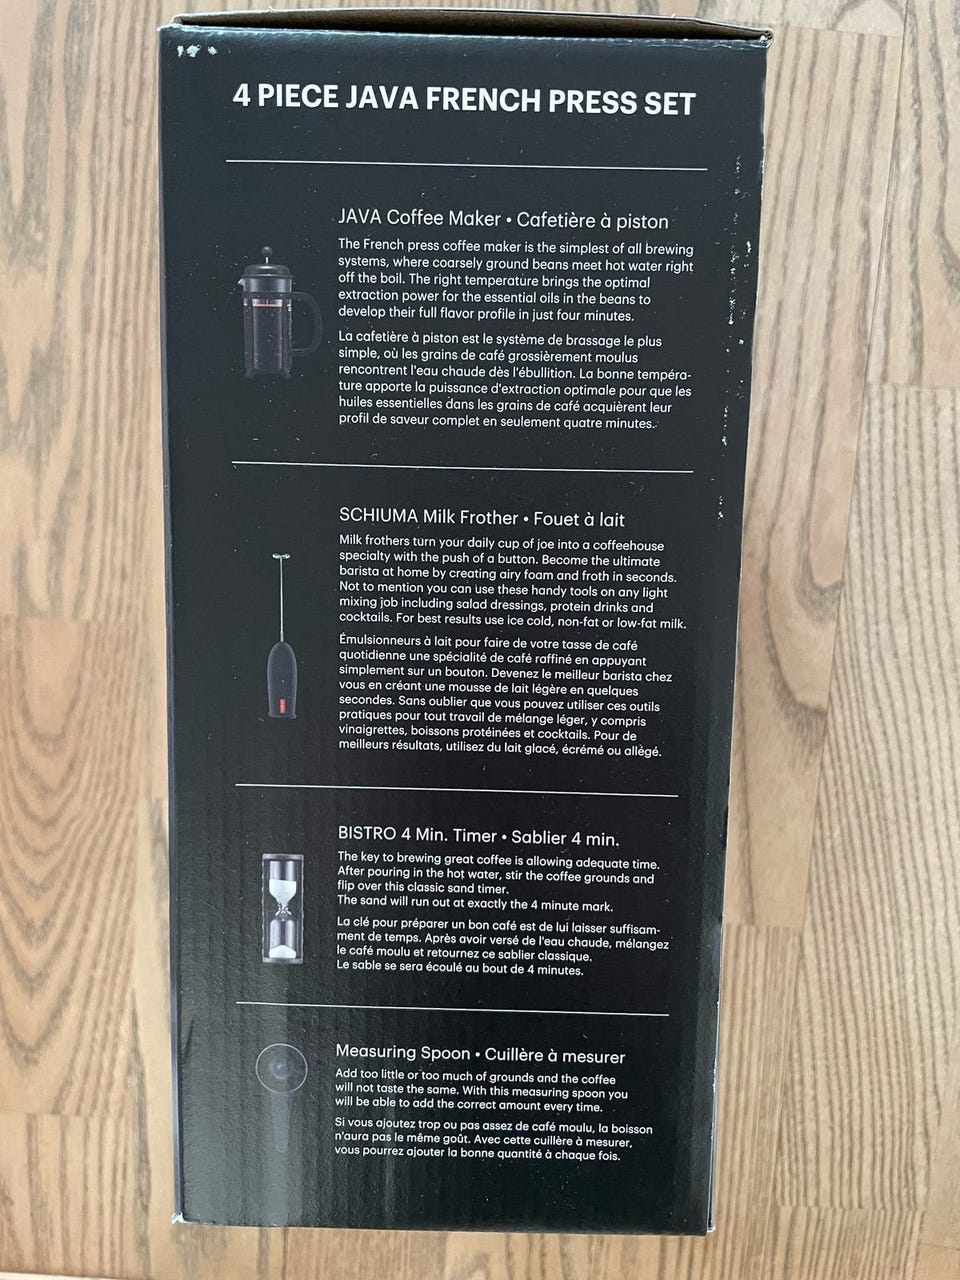 4 PIECE JAVA FRENCH PRESS SET
JAVA Coffee Maker • Cafetière à piston
The French press coffee maker is the simplest of all brewing
systems, where coarsely ground beans meet hot water right
off the boil. The right temperature brings the optimal
extraction power for the essential oils in the beans to
develop their full flavor profile in just four minutes.
La cafetière à piston est le système de brassage le plus
simple, où les grains de café grossièrement moulus
rencontrent l'eau chaude dès l'ébullition. La bonne tempéra-
ture apporte la puissance d'extraction optimale pour que les
huiles essentielles dans les grains de café acquièrent leur
profil de saveur complet en seulement quatre minutes.
SCHIUMA Milk Frother • Fouet à lait
Milk frothers turn your daily cup of joe into a coffeehouse
specialty with the push of a button. Become the ultimate
barista at home by creating airy foam and froth in seconds.
Not to mention you can use these handy tools on any light
mixing job including salad dressings, protein drinks and
cocktails. For best results use ice cold, non-fat or low-fat milk.
Émulsionneurs à lait pour faire de votre tasse de café
quotidienne une spécialité de café raffiné en appuyant
simplement sur un bouton. Devenez le meilleur barista chez
vous en créant une mousse de lait légère en quelques
secondes. Sans oublier que vous pouvez utiliser ces outils
pratiques pour tout travail de mélange léger, y compris
vinaigrettes, boissons protéinées et cocktails. Pour de
meilleurs résultats, utilisez du lait glacé, écrémé ou allègé.
BISTRO 4 Min. Timer • Sablier 4 min.
The key to brewing great coffee is allowing adequate time.
After pouring in the hot water, stir the coffee grounds and
flip over this classic sand timer.
The sand will run out at exactly the 4 minute mark.
La clé pour préparer un bon café est de lui laisser suffisam-
ment de temps. Après avoir versé de l'eau chaude, mélangez
le café moulu et retournez ce sablier classique.
Le sable se sera écoulé au bout de 4 minutes.
Measuring Spoon • Cuillère à mesurer
Add too little or too much of grounds and the coffee
will not taste the same. With this measuring spoon you
will be able to add the correct amount every time.
Si vous ajoutez trop ou pas assez de café moulu, la boisson
n'aura pas le même goût. Avec cette cuillère à mesurer,
vous pourrez ajouter la bonne quantité à chaque fois.